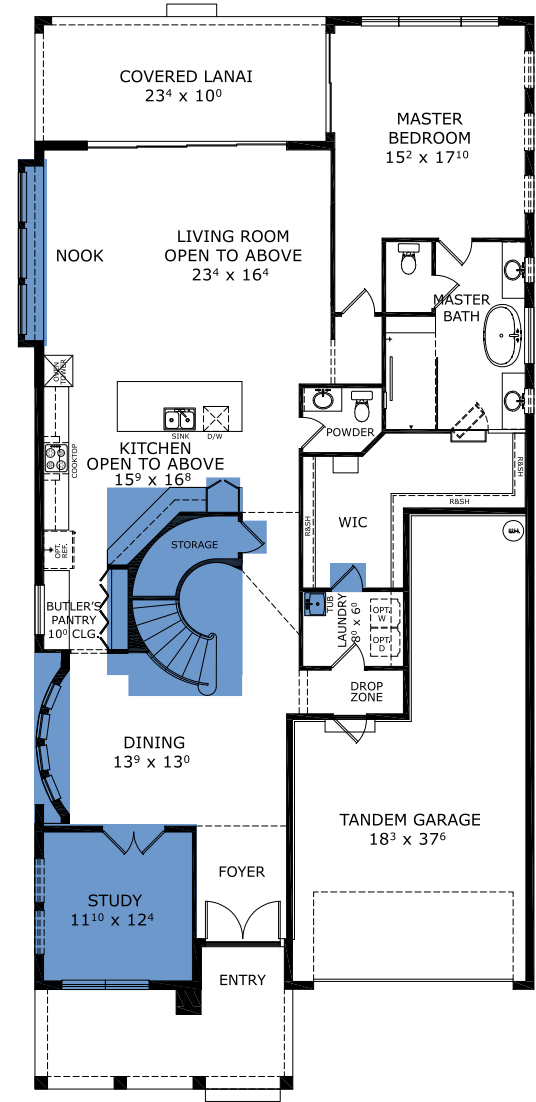 COVERED LANAI
23⁴ x 10⁰
MASTER
BEDROOM
15² x 17¹⁰
LIVING ROOM
OPEN TO ABOVE
23⁴ x 16⁴
NOOK
MASTER
BATH
OVEN
TOWER
SINK
D/W
COOKTOP
POWDER
KITCHEN
OPEN TO ABOVE
15⁹ x 16⁸
R&SH
R&SH
R&SH
WIC
WH
STORAGE
OPT.
REF.
BUTLER'S
PANTRY
10⁰ CLG.
TUB
LAUNDRY
8⁰ x 6⁰
OPT.
W
OPT.
D
DROP
ZONE
DINING
13⁹ x 13⁰
TANDEM GARAGE
18³ x 37⁶
FOYER
STUDY
11¹⁰ x 12⁴
ENTRY